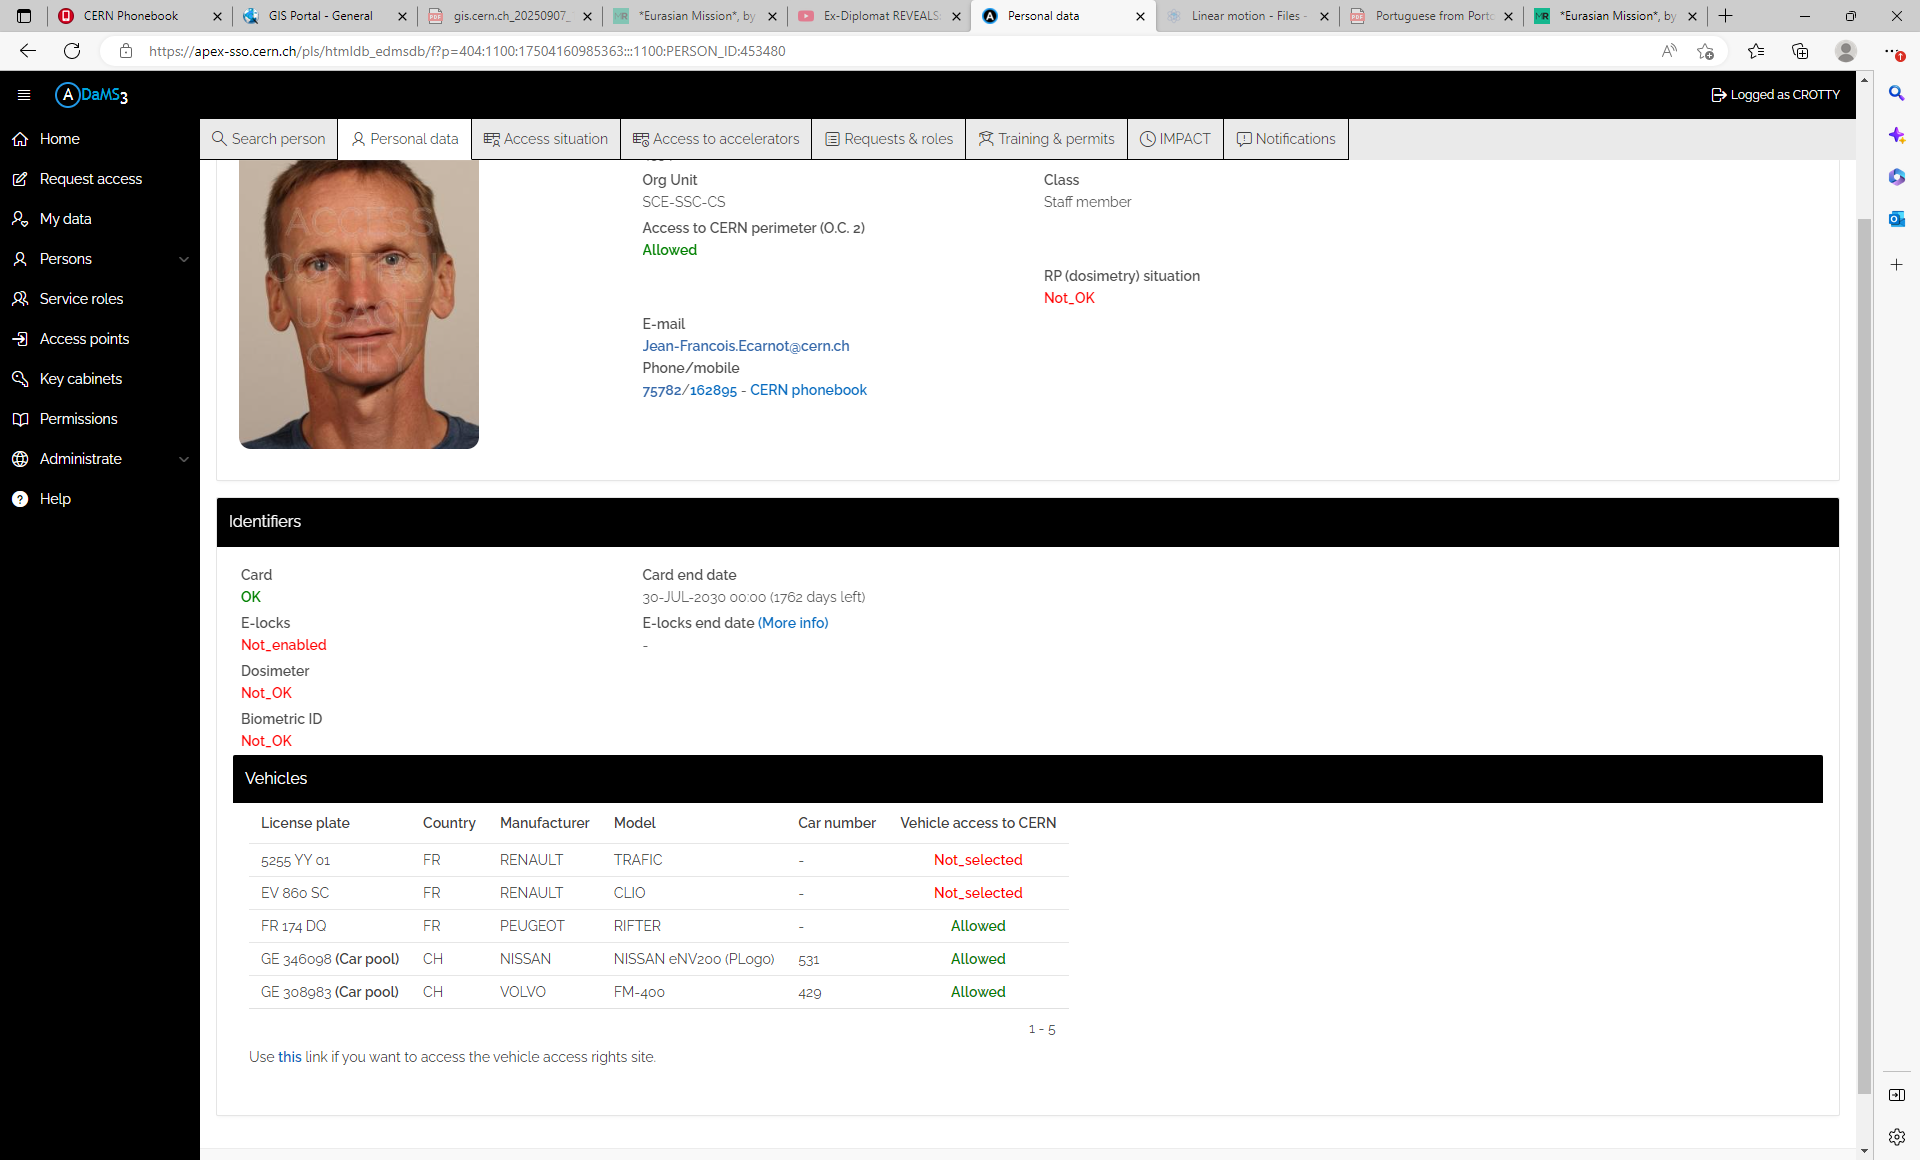 CERN Phonebook
GIS Portal - General
gis.cern.ch_20250907_
*Eurasian Mission*, by
Ex-Diplomat REVEALS:
Personal data
Linear motion - Files -
Portuguese from Porto
*Eurasian Mission*, by
https://apex-sso.cern.ch/pls/htmldb_edmsdb/f?p=404:1100:17504160985363:::1100:PERSON_ID:453480
ADaMS3
Logged as CROTTY
Home
Request access
My data
Persons
Service roles
Access points
Key cabinets
Permissions
Administrate
Help
Search person
Personal data
Access situation
Access to accelerators
Requests & roles
Training & permits
IMPACT
Notifications
ACCESS
CONTROL
USAGE
ONLY
Org Unit
SCE-SSC-CS
Class
Staff member
Access to CERN perimeter (O.C. 2)
Allowed
RP (dosimetry) situation
Not_OK
E-mail
Jean-Francois.Ecarnot@cern.ch
Phone/mobile
75782/162895 - CERN phonebook
Identifiers
Card
OK
Card end date
30-JUL-2030 00:00 (1762 days left)
E-locks
Not_enabled
E-locks end date (More info)
-
Dosimeter
Not_OK
Biometric ID
Not_OK
Vehicles
License plate Country Manufacturer Model Car number Vehicle access to CERN
5255 YY 01 FR RENAULT TRAFIC - Not_selected
EV 860 SC FR RENAULT CLIO - Not_selected
FR 174 DQ FR PEUGEOT RIFTER - Allowed
GE 346098 (Car pool) CH NISSAN NISSAN eNV200 (PLogo) 531 Allowed
GE 308983 (Car pool) CH VOLVO FM-400 429 Allowed
1 - 5
Use this link if you want to access the vehicle access rights site.